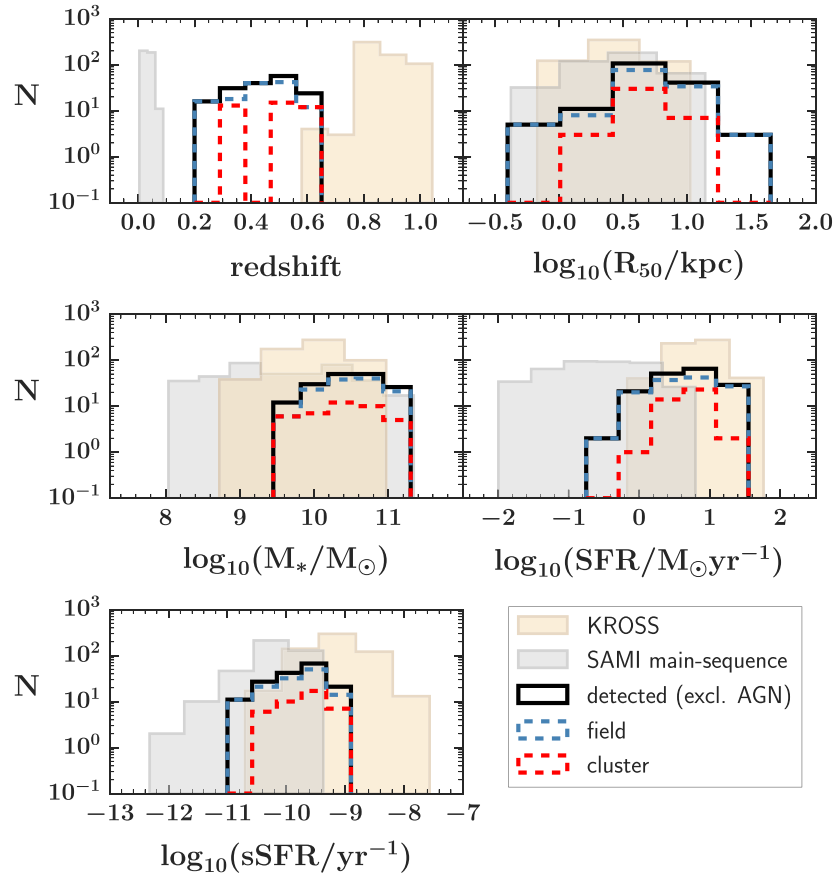 10³
10²
N
10¹
10⁰
10⁻¹
0.0 0.2 0.4 0.6 0.8 1.0
redshift
−0.5 0.0 0.5 1.0 1.5 2.0
log₁₀(R₅₀/kpc)
10³
10²
N
10¹
10⁰
10⁻¹
8 9 10 11
log₁₀(M*/M⊙)
−2 −1 0 1 2
log₁₀(SFR/M⊙yr⁻¹)
10³
10²
N
10¹
10⁰
10⁻¹
−13 −12 −11 −10 −9 −8 −7
log₁₀(sSFR/yr⁻¹)
KROSS
SAMI main-sequence
detected (excl. AGN)
field
cluster